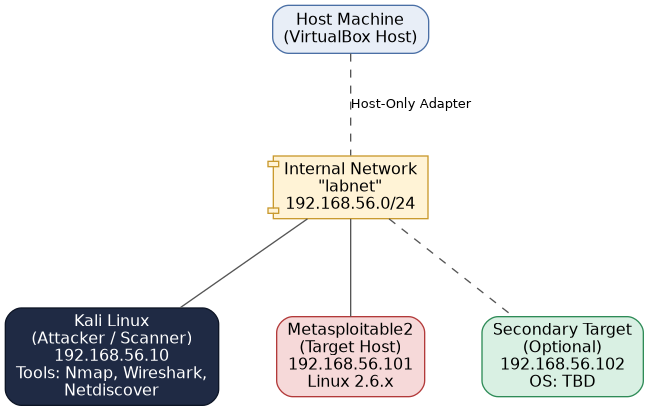 Host Machine
(VirtualBox Host)
Host-Only Adapter
Internal Network
"labnet"
192.168.56.0/24
Kali Linux
(Attacker / Scanner)
192.168.56.10
Tools: Nmap, Wireshark,
Netdiscover
Metasploitable2
(Target Host)
192.168.56.101
Linux 2.6.x
Secondary Target
(Optional)
192.168.56.102
OS: TBD